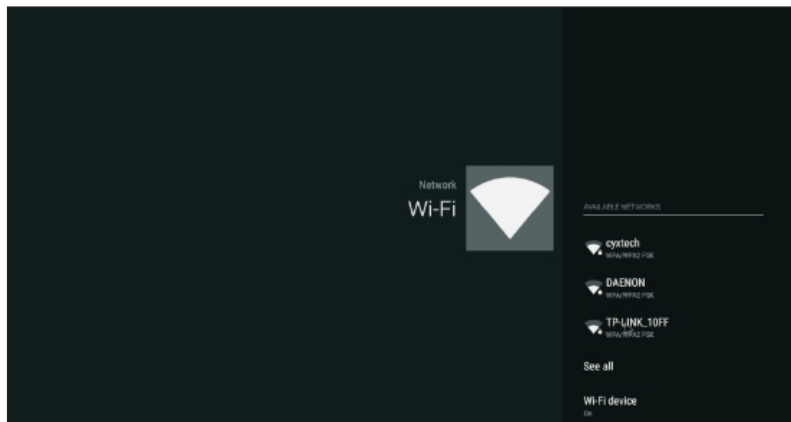 Network
Wi-Fi
AVAILABLE NETWORKS
cyxtech
WPA/WPA2 PSK
DAENON
WPA/WPA2 PSK
TP-LINK_10FF
WPA/WPA2 PSK
See all
Wi-Fi device
On